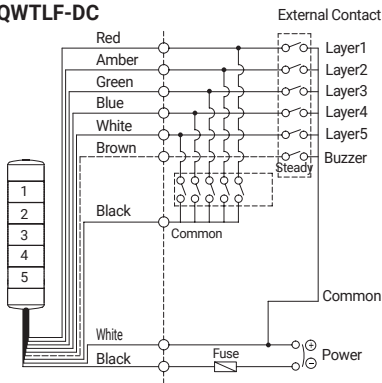 QWTLF-DC
External Contact
Red
Layer1
Amber
Layer2
Green
Layer3
Blue
Layer4
White
Layer5
Brown
Buzzer
Steady
1
2
3
4
5
Black
Common
Common
White
⊕
Fuse
Power
Black
⊖